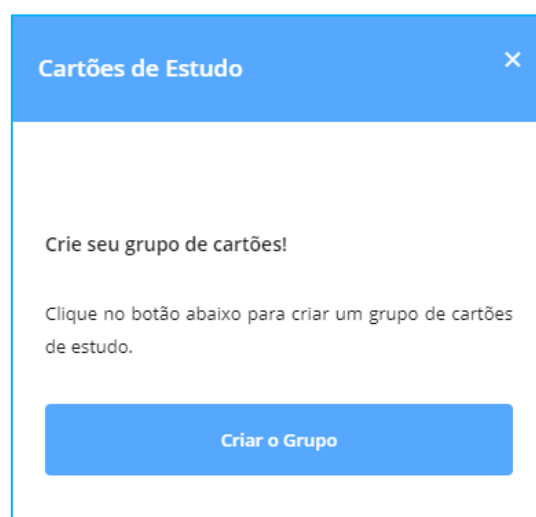 Cartões de Estudo
×
Crie seu grupo de cartões!
Clique no botão abaixo para criar um grupo de cartões
de estudo.
Criar o Grupo